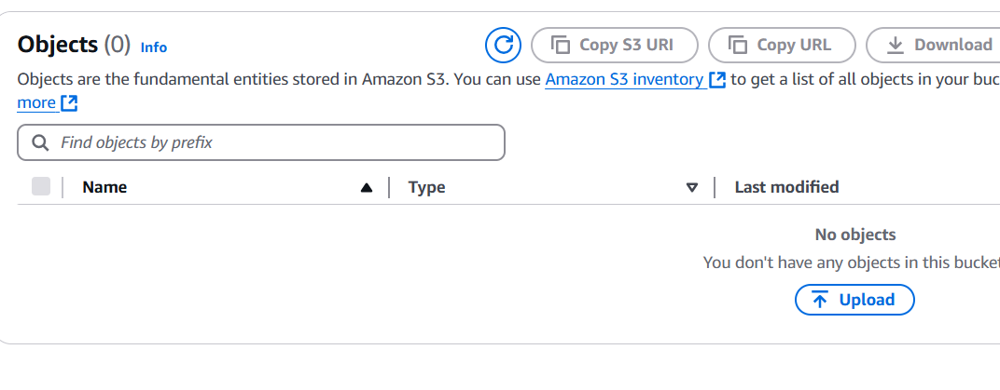 Objects (0) Info
Copy S3 URI
Copy URL
Download
Objects are the fundamental entities stored in Amazon S3. You can use Amazon S3 inventory to get a list of all objects in your buc
more
Find objects by prefix
Name Type Last modified
No objects
You don't have any objects in this bucket
Upload